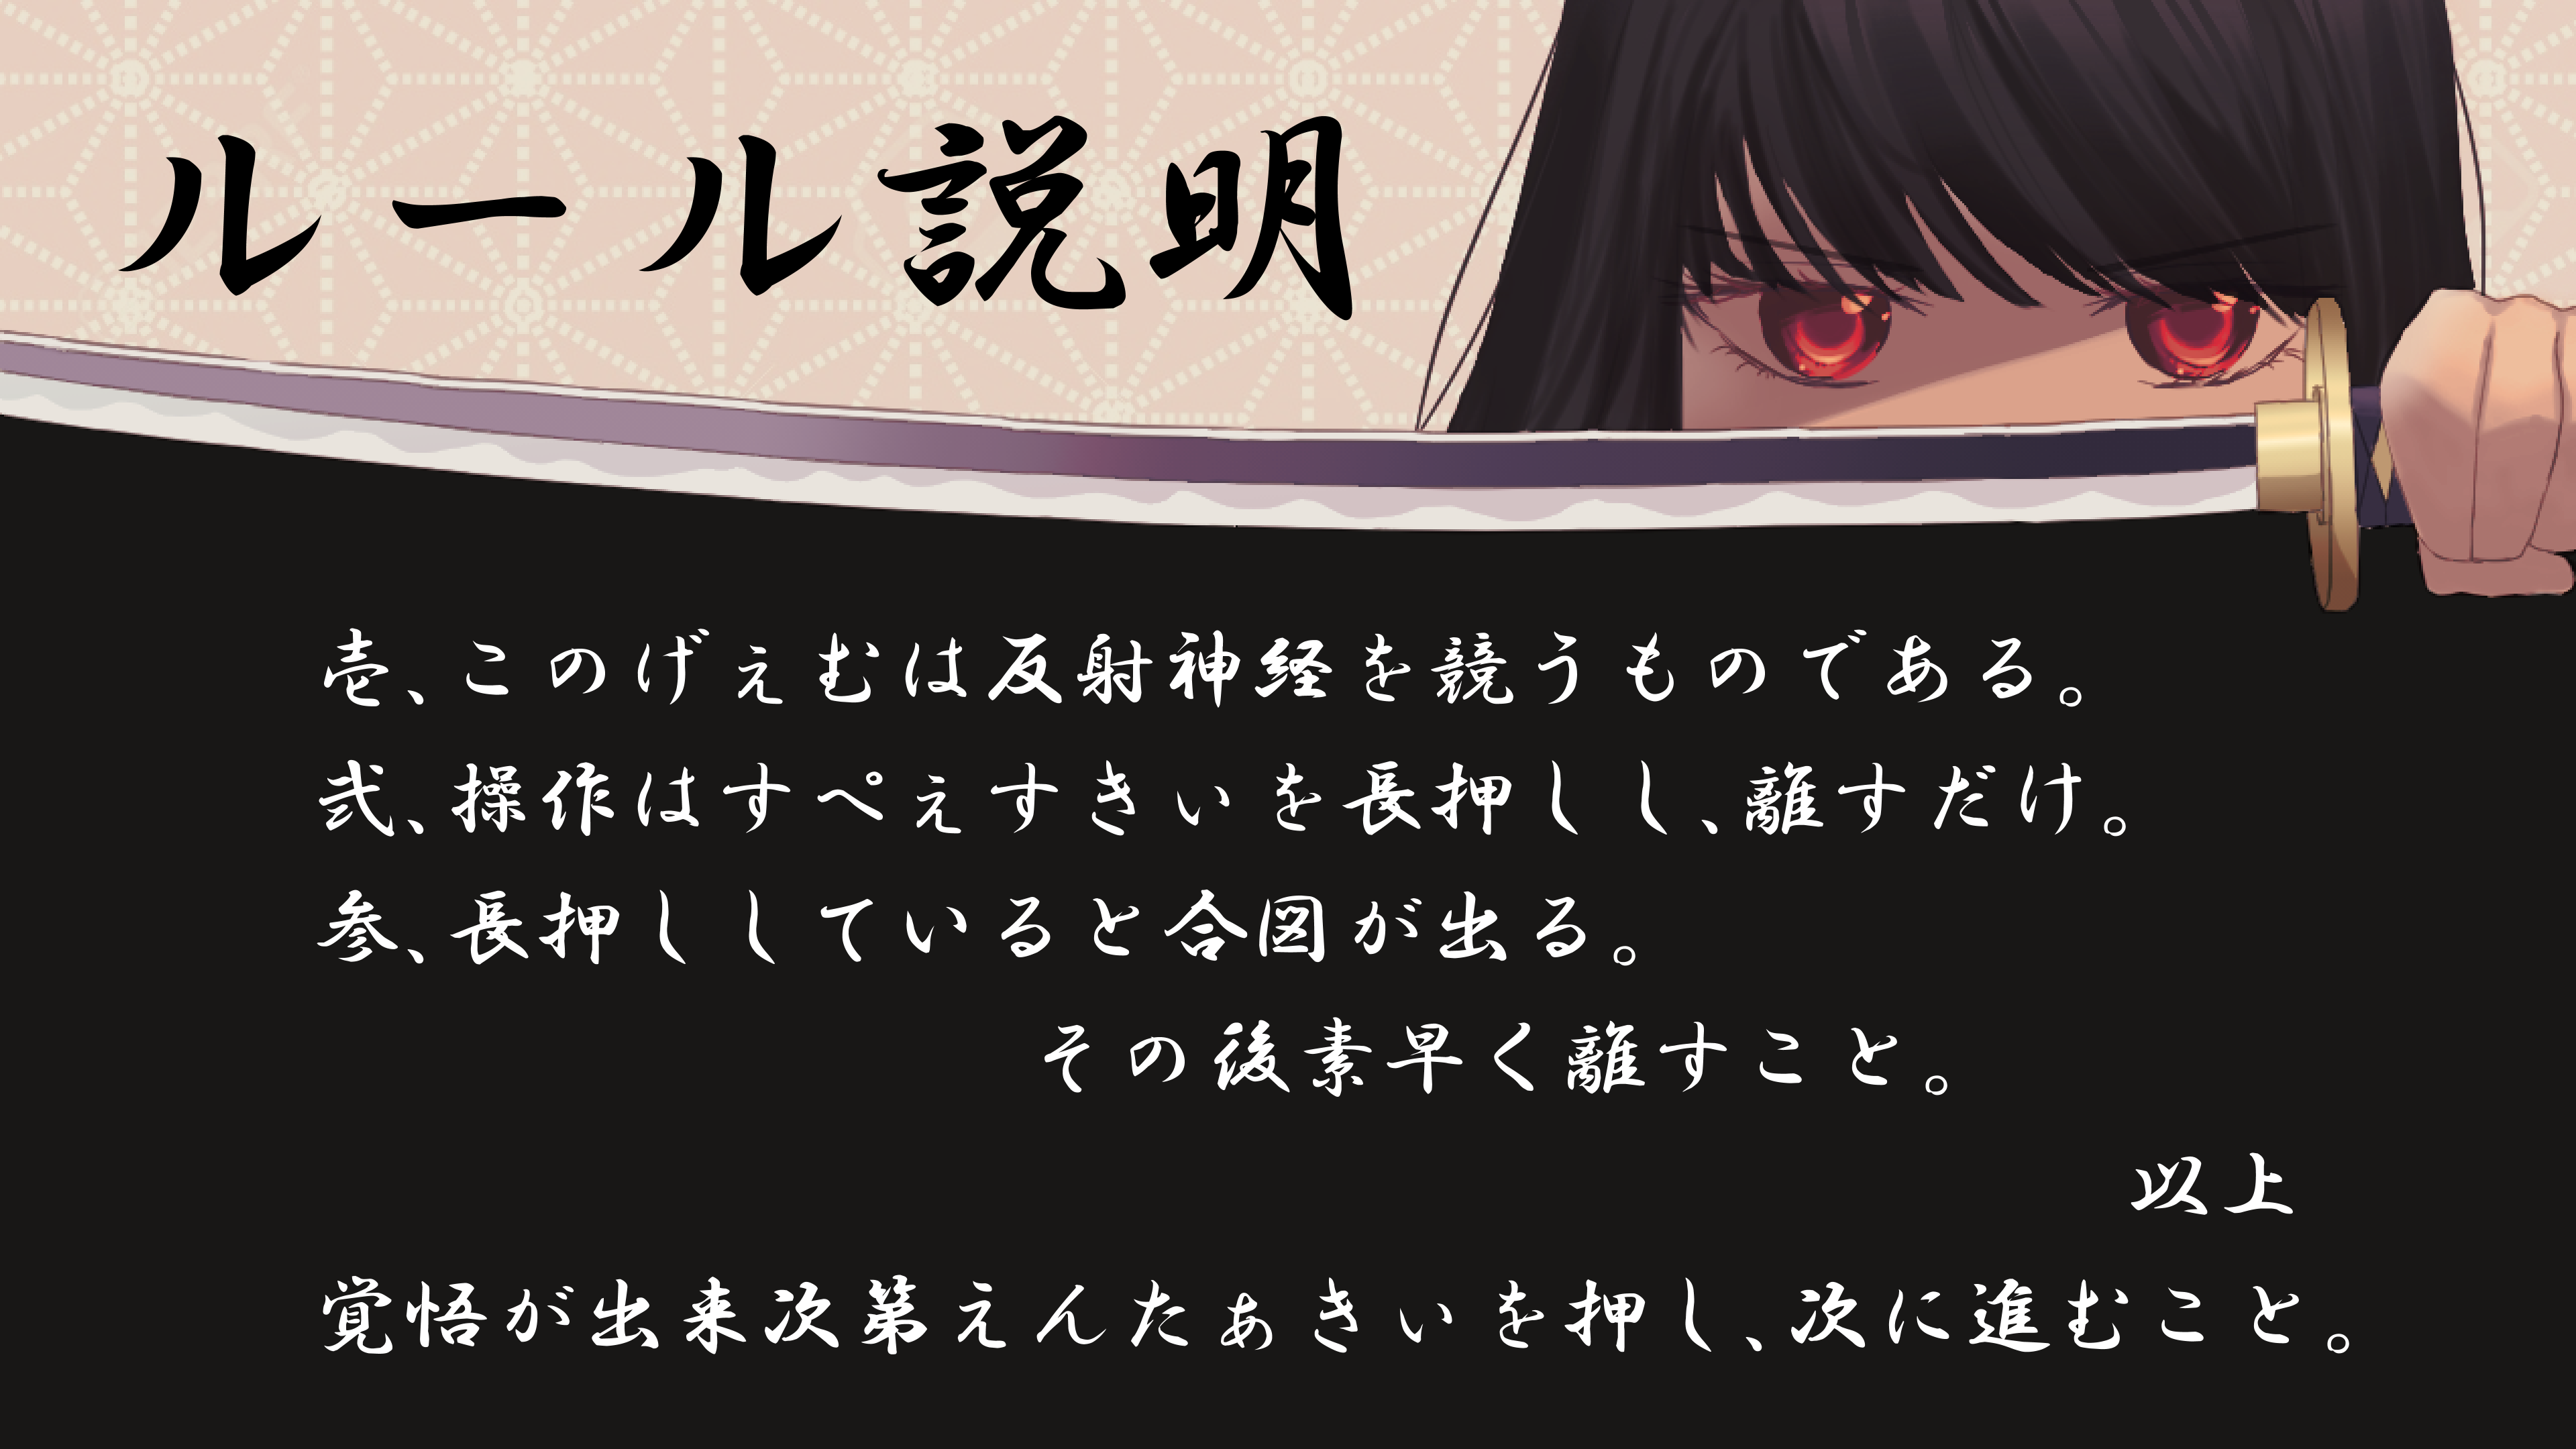 ルール説明
壱、このげぇむは反射神経を競うものである。
弐、操作はすぺぇすきぃを長押しし、離すだけ。
参、長押ししていると合図が出る。
その後素早く離すこと。
以上
覚悟が出来次第えんたぁきぃを押し、次に進むこと。